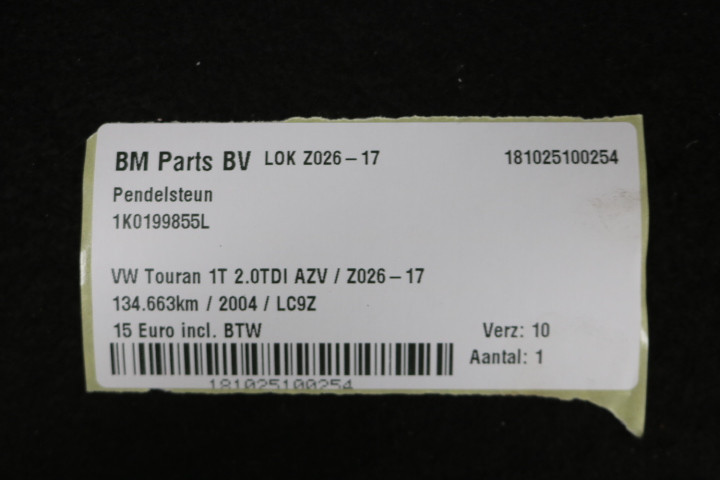 BM Parts BV LOK Z026-17 181025100254
Pendelsteun
1K0199855L
VW Touran 1T 2.0TDI AZV / Z026-17
134.663km / 2004 / LC9Z
15 Euro incl. BTW Verz: 10
Aantal: 1
181025100254